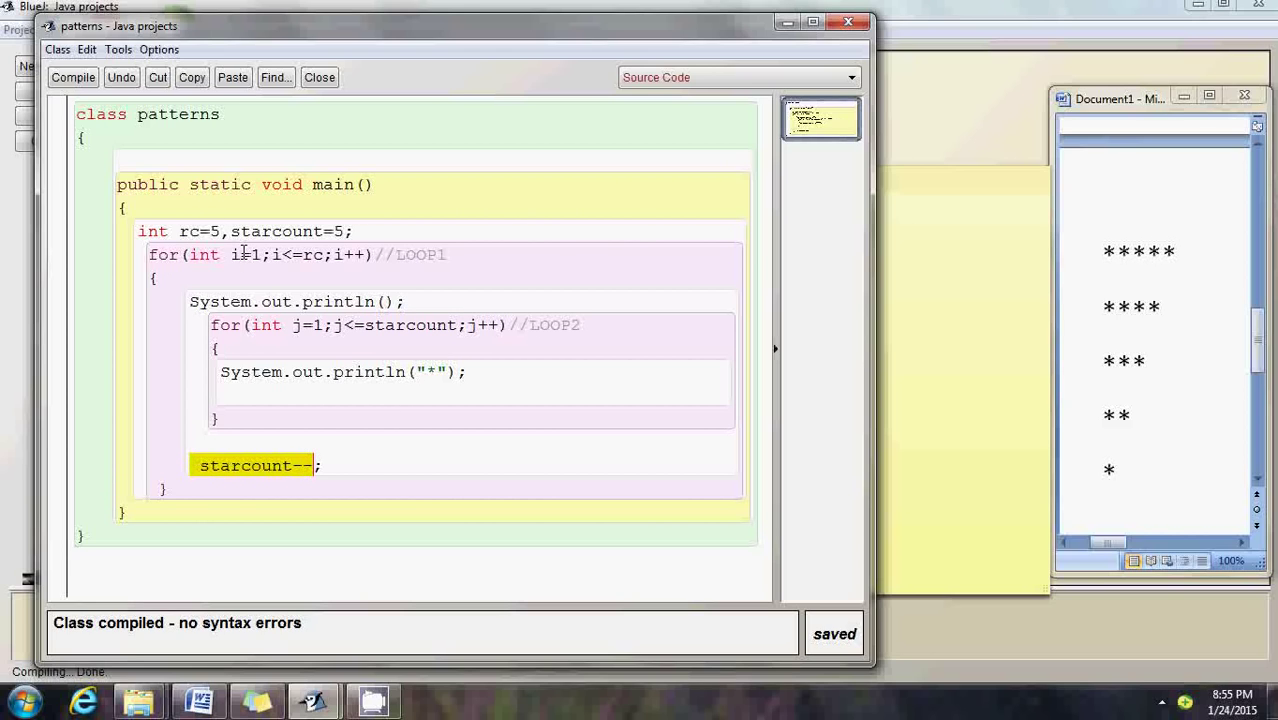 BlueJ:
Proje
Ne
patterns - Java projects
Class Edit Tools Options
Compile Undo Cut Copy Paste Find... Close Source Code
class patterns
{
public static void main()
{
int rc=5,starcount=5;
for(int i=1;i<=rc;i++)//LOOP1
{
System.out.println();
for(int j=1;j<=starcount;j++)//LOOP2
{
System.out.println("*");
}
starcount--;
}
}
}
Class compiled - no syntax errors
saved
Compiling... Done.
Document1 - Mi...
*****
****
***
**
*
100%
8:55 PM
1/24/2015